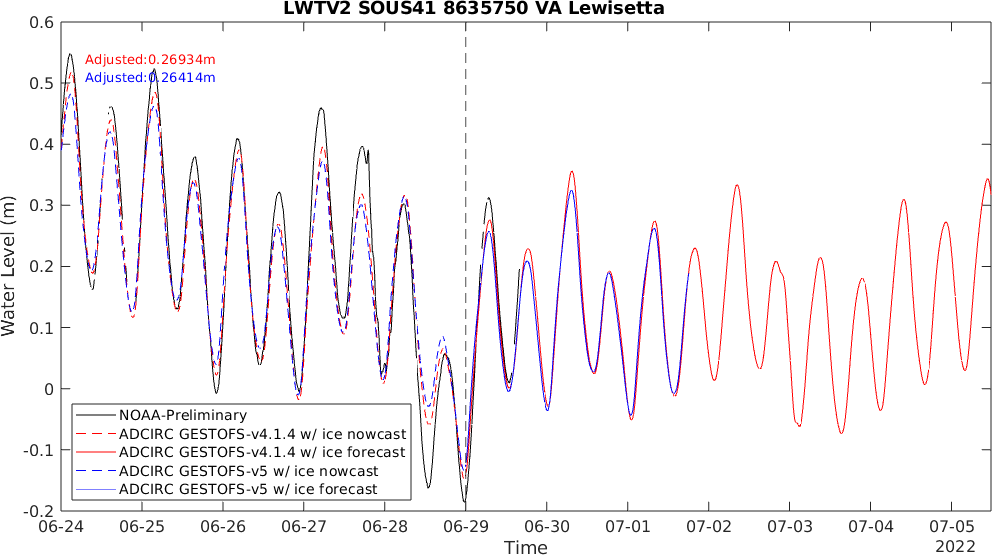 LWTV2 SOUS41 8635750 VA Lewisetta
Adjusted:0.26934m
Adjusted:0.26414m
0.6
0.5
0.4
0.3
0.2
0.1
0
-0.1
-0.2
Water Level (m)
NOAA-Preliminary
ADCIRC GESTOFS-v4.1.4 w/ ice nowcast
ADCIRC GESTOFS-v4.1.4 w/ ice forecast
ADCIRC GESTOFS-v5 w/ ice nowcast
ADCIRC GESTOFS-v5 w/ ice forecast
06-24 06-25 06-26 06-27 06-28 06-29 06-30 07-01 07-02 07-03 07-04 07-05
Time
2022